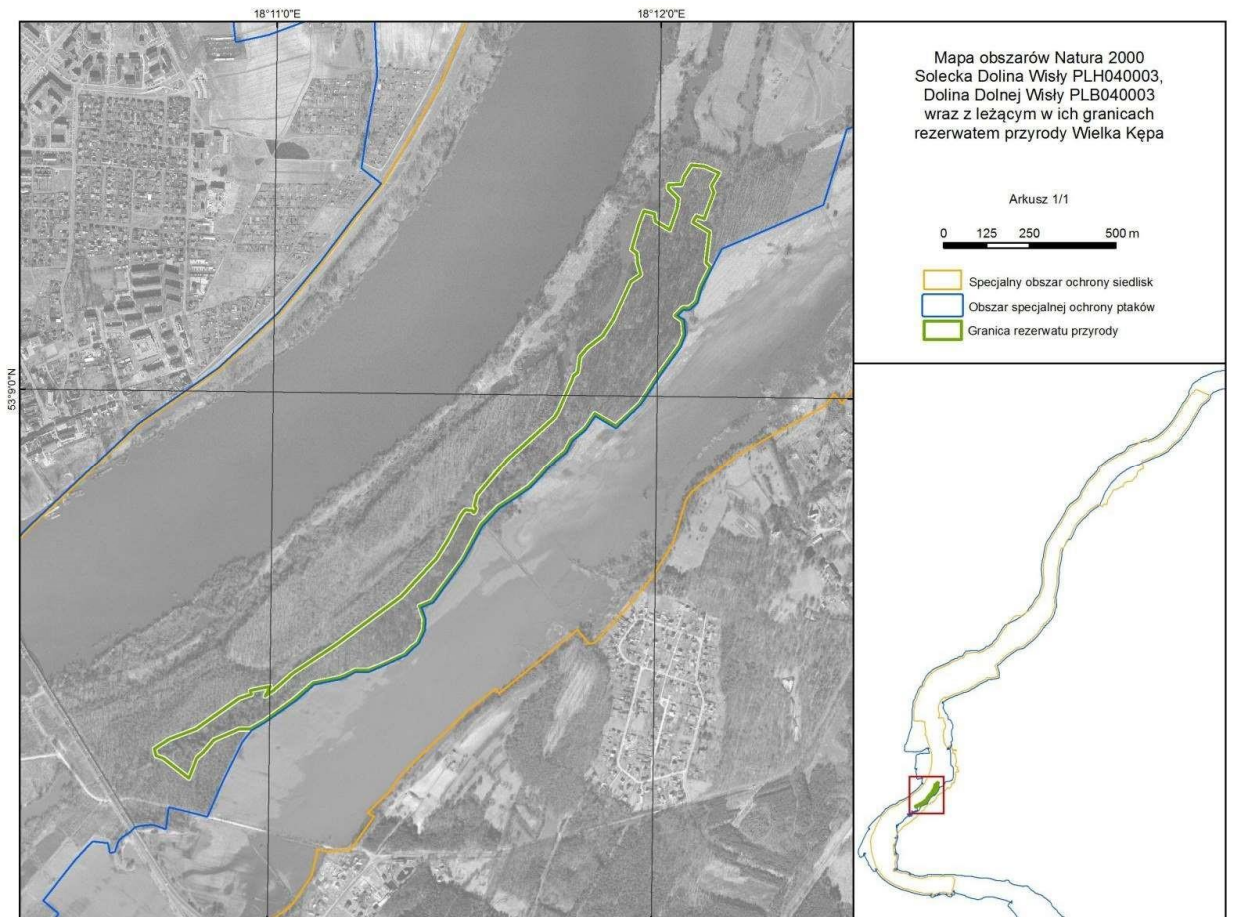 18°11'0"E
18°12'0"E
53°9'0"N
Mapa obszarów Natura 2000
Solecka Dolina Wisły PLH040003,
Dolina Dolnej Wisły PLB040003
wraz z leżącym w ich granicach
rezerwatem przyrody Wielka Kępa
Arkusz 1/1
0 125 250 500 m
Specjalny obszar ochrony siedlisk
Obszar specjalnej ochrony ptaków
Granica rezerwatu przyrody